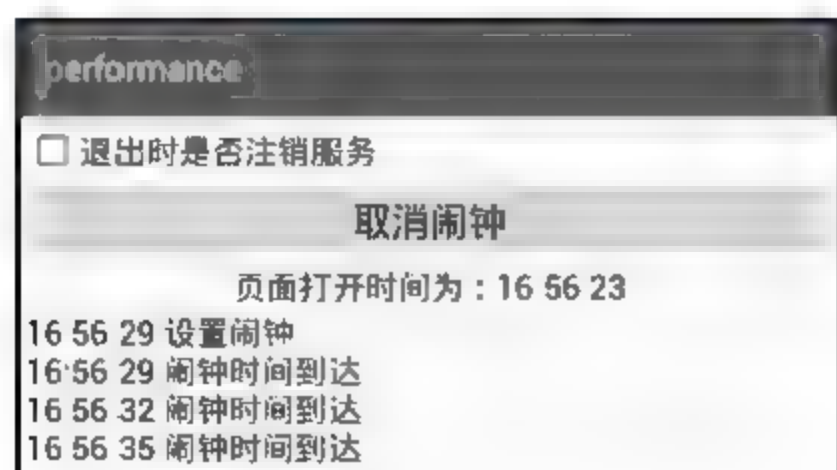 performance
退出时是否注销服务
取消闹钟
页面打开时间为：16 56 23
16 56 29 设置闹钟
16 56 29 闹钟时间到达
16 56 32 闹钟时间到达
16 56 35 闹钟时间到达